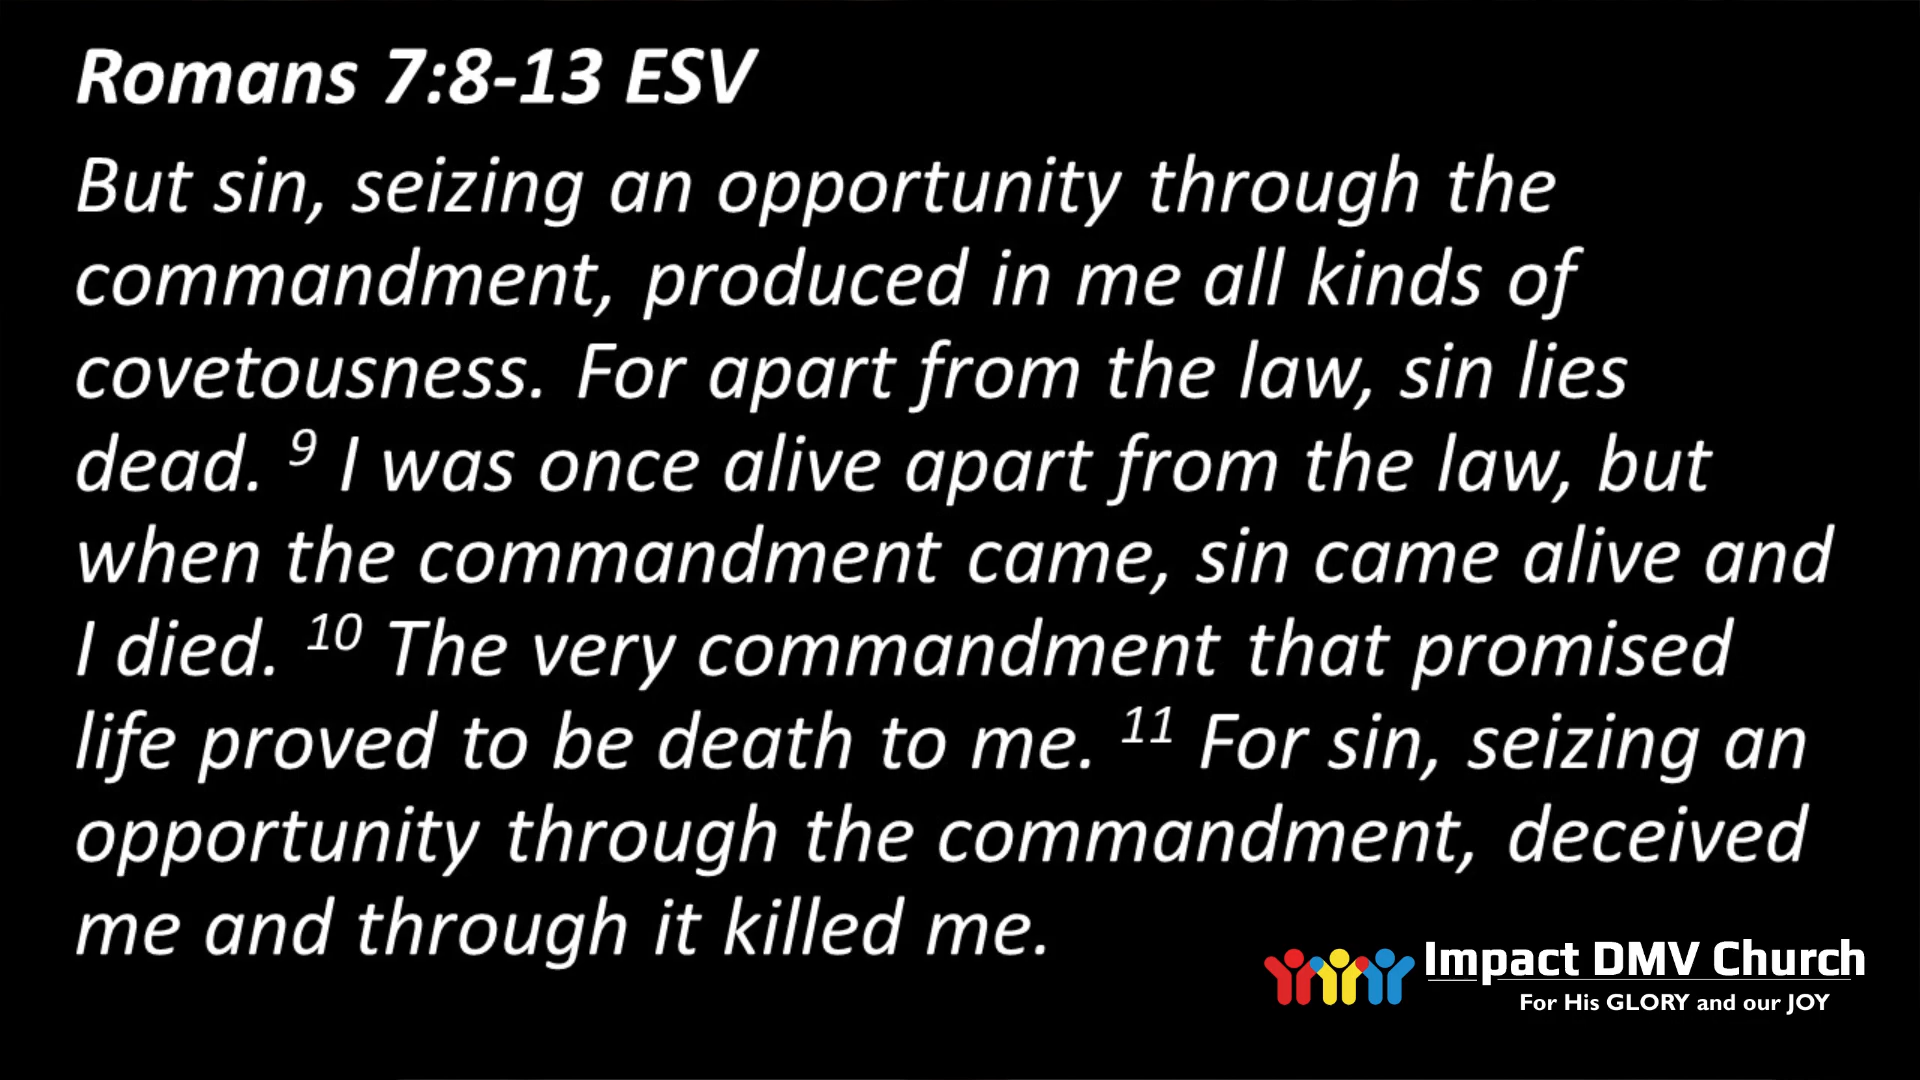 Romans 7:8-13 ESV
But sin, seizing an opportunity through the
commandment, produced in me all kinds of
covetousness. For apart from the law, sin lies
dead. 9 I was once alive apart from the law, but
when the commandment came, sin came alive and
I died. 10 The very commandment that promised
life proved to be death to me. 11 For sin, seizing an
opportunity through the commandment, deceived
me and through it killed me.
Impact DMV Church
For His GLORY and our JOY